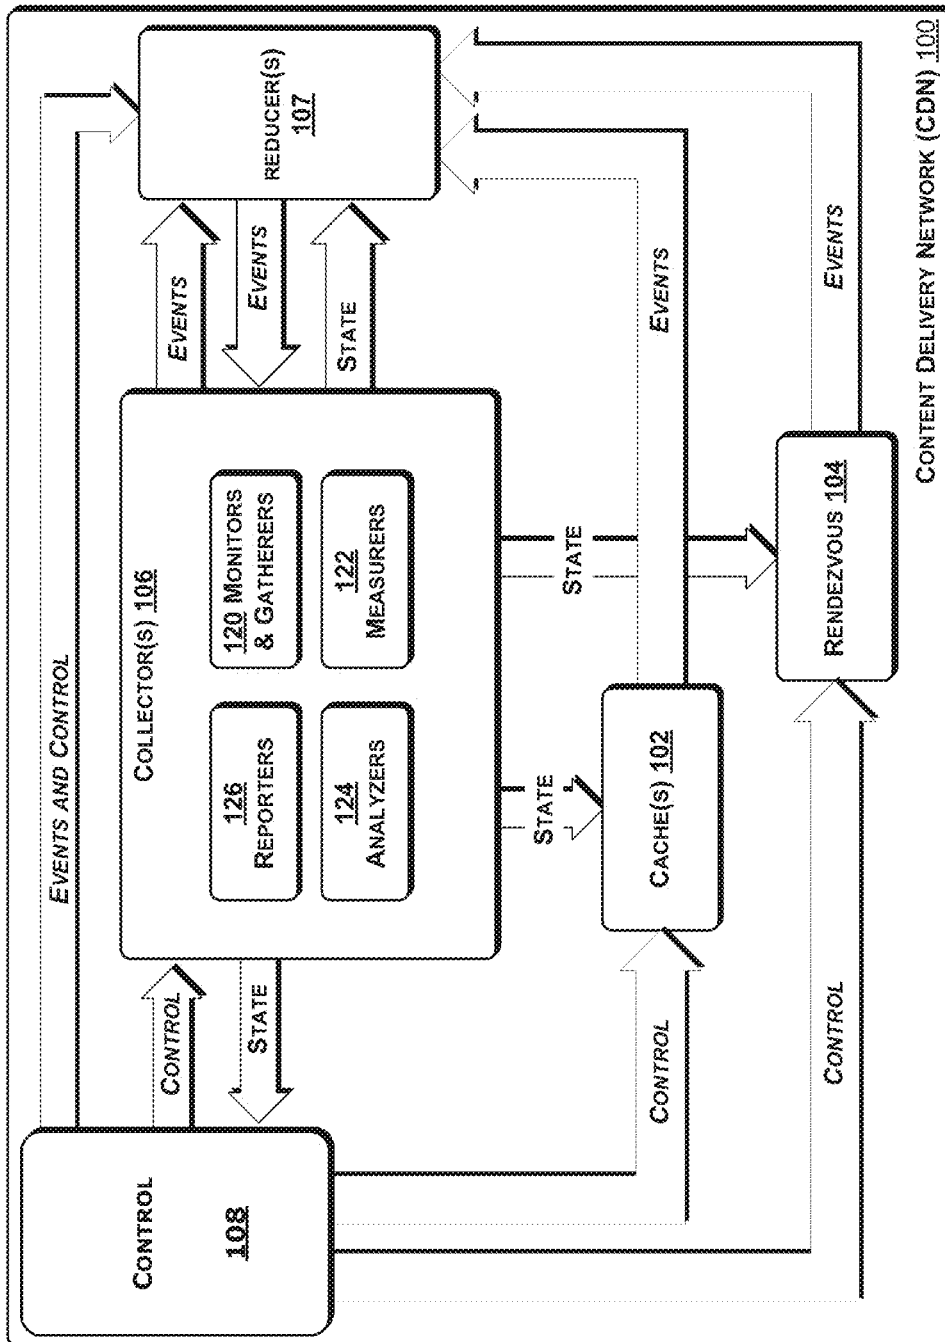 EVENTS AND CONTROL
CONTROL
108
CONTROL
STATE
COLLECTOR(S) 106
126
REPORTERS
120 MONITORS
& GATHERERS
124
ANALYZERS
122
MEASURERS
EVENTS
EVENTS
STATE
REDUCER(S)
107
STATE
STATE
CACHE(S) 102
CONTROL
EVENTS
RENDEZVOUS 104
CONTROL
EVENTS
CONTENT DELIVERY NETWORK (CDN) 100